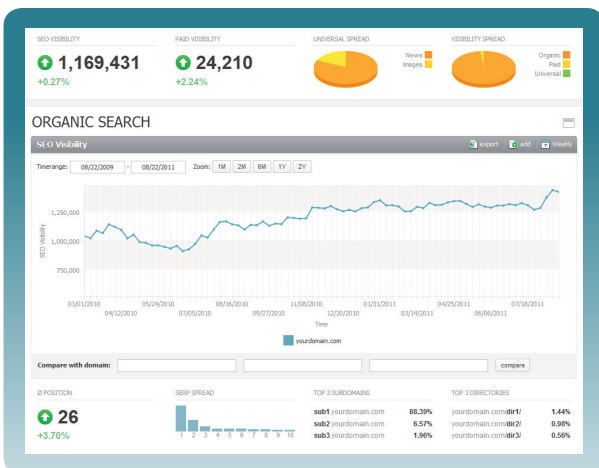 SEO VISIBILITY PAID VISIBILITY UNIVERSAL SPREAD VISIBILITY SPREAD
1,169,431 24,210 News Organic
Images Paid
+0.27% +2.24% Universal
ORGANIC SEARCH
SEO Visibility export add Weekly
Timerange: 08/22/2009 - 08/22/2011 Zoom: 1M 2M 6M 1Y 2Y
1,250,000
1,000,000
750,000
SEO Visibility
03/01/2010 05/24/2010 08/16/2010 11/08/2010 01/31/2011 04/25/2011 07/18/2011
04/12/2010 07/05/2010 09/27/2010 12/20/2010 03/14/2011 06/06/2011
Time
yourdomain.com
Compare with domain: compare
Ø POSITION SERP SPREAD TOP 3 SUBDOMAINS TOP 3 DIRECTORIES
26 sub1.yourdomain.com 88.39% yourdomain.com/dir1/ 1.44%
sub2.yourdomain.com 6.57% yourdomain.com/dir2/ 0.98%
+3.70% 1 2 3 4 5 6 7 8 9 10 sub3.yourdomain.com 1.96% yourdomain.com/dir3/ 0.56%